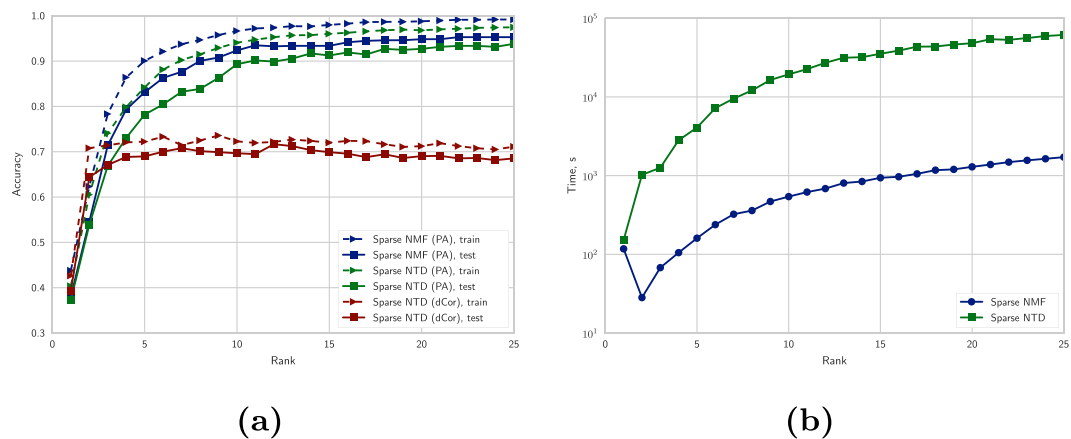 1.0
0.9
0.8
0.7
0.6
0.5
0.4
0.3
Accuracy
0 5 10 15 20 25
Rank
Sparse NMF (PA), train
Sparse NMF (PA), test
Sparse NTD (PA), train
Sparse NTD (PA), test
Sparse NTD (dCor), train
Sparse NTD (dCor), test
(a)
10^5
10^4
10^3
10^2
10^1
Time, s
0 5 10 15 20 25
Rank
Sparse NMF
Sparse NTD
(b)